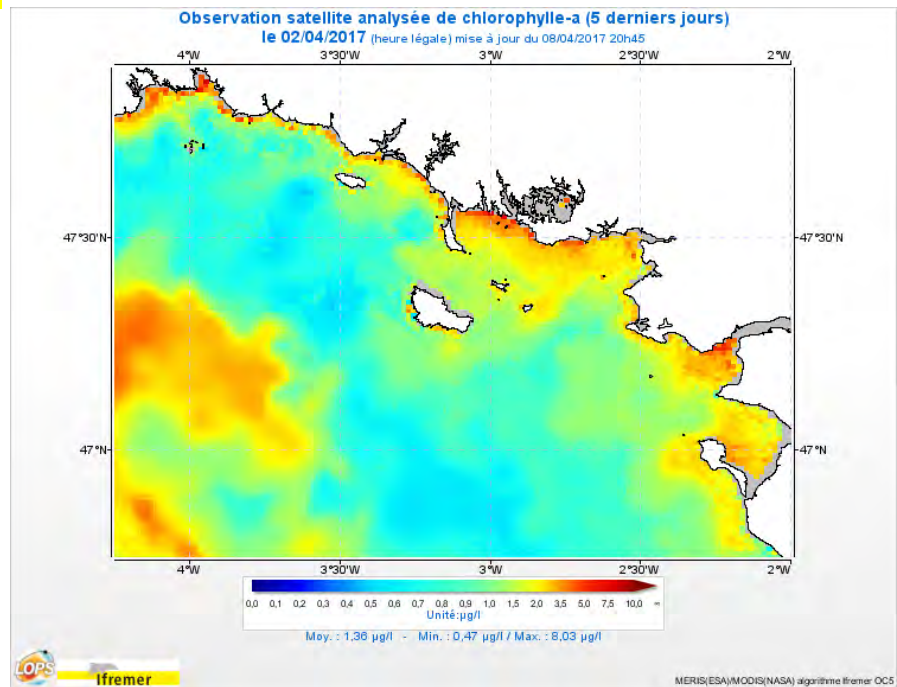 Observation satellite analysée de chlorophylle-a (5 derniers jours)
le 02/04/2017 (heure légale) mise à jour du 08/04/2017 20h45
4°W 3°30'W 3°W 2°30'W 2°W
47°30'N 47°30'N
47°N 47°N
4°W 3°30'W 3°W 2°30'W 2°W
0,0 0,1 0,2 0,3 0,4 0,5 0,6 0,7 0,8 0,9 1,0 1,5 2,0 3,5 5,0 7,5 10,0 ∞
Unité:µg/l
Moy. : 1,36 µg/l - Min. : 0,47 µg/l / Max. : 8,03 µg/l
LOPS
Ifremer
MERIS(ESA)/MODIS(NASA) algorithme Ifremer OC5